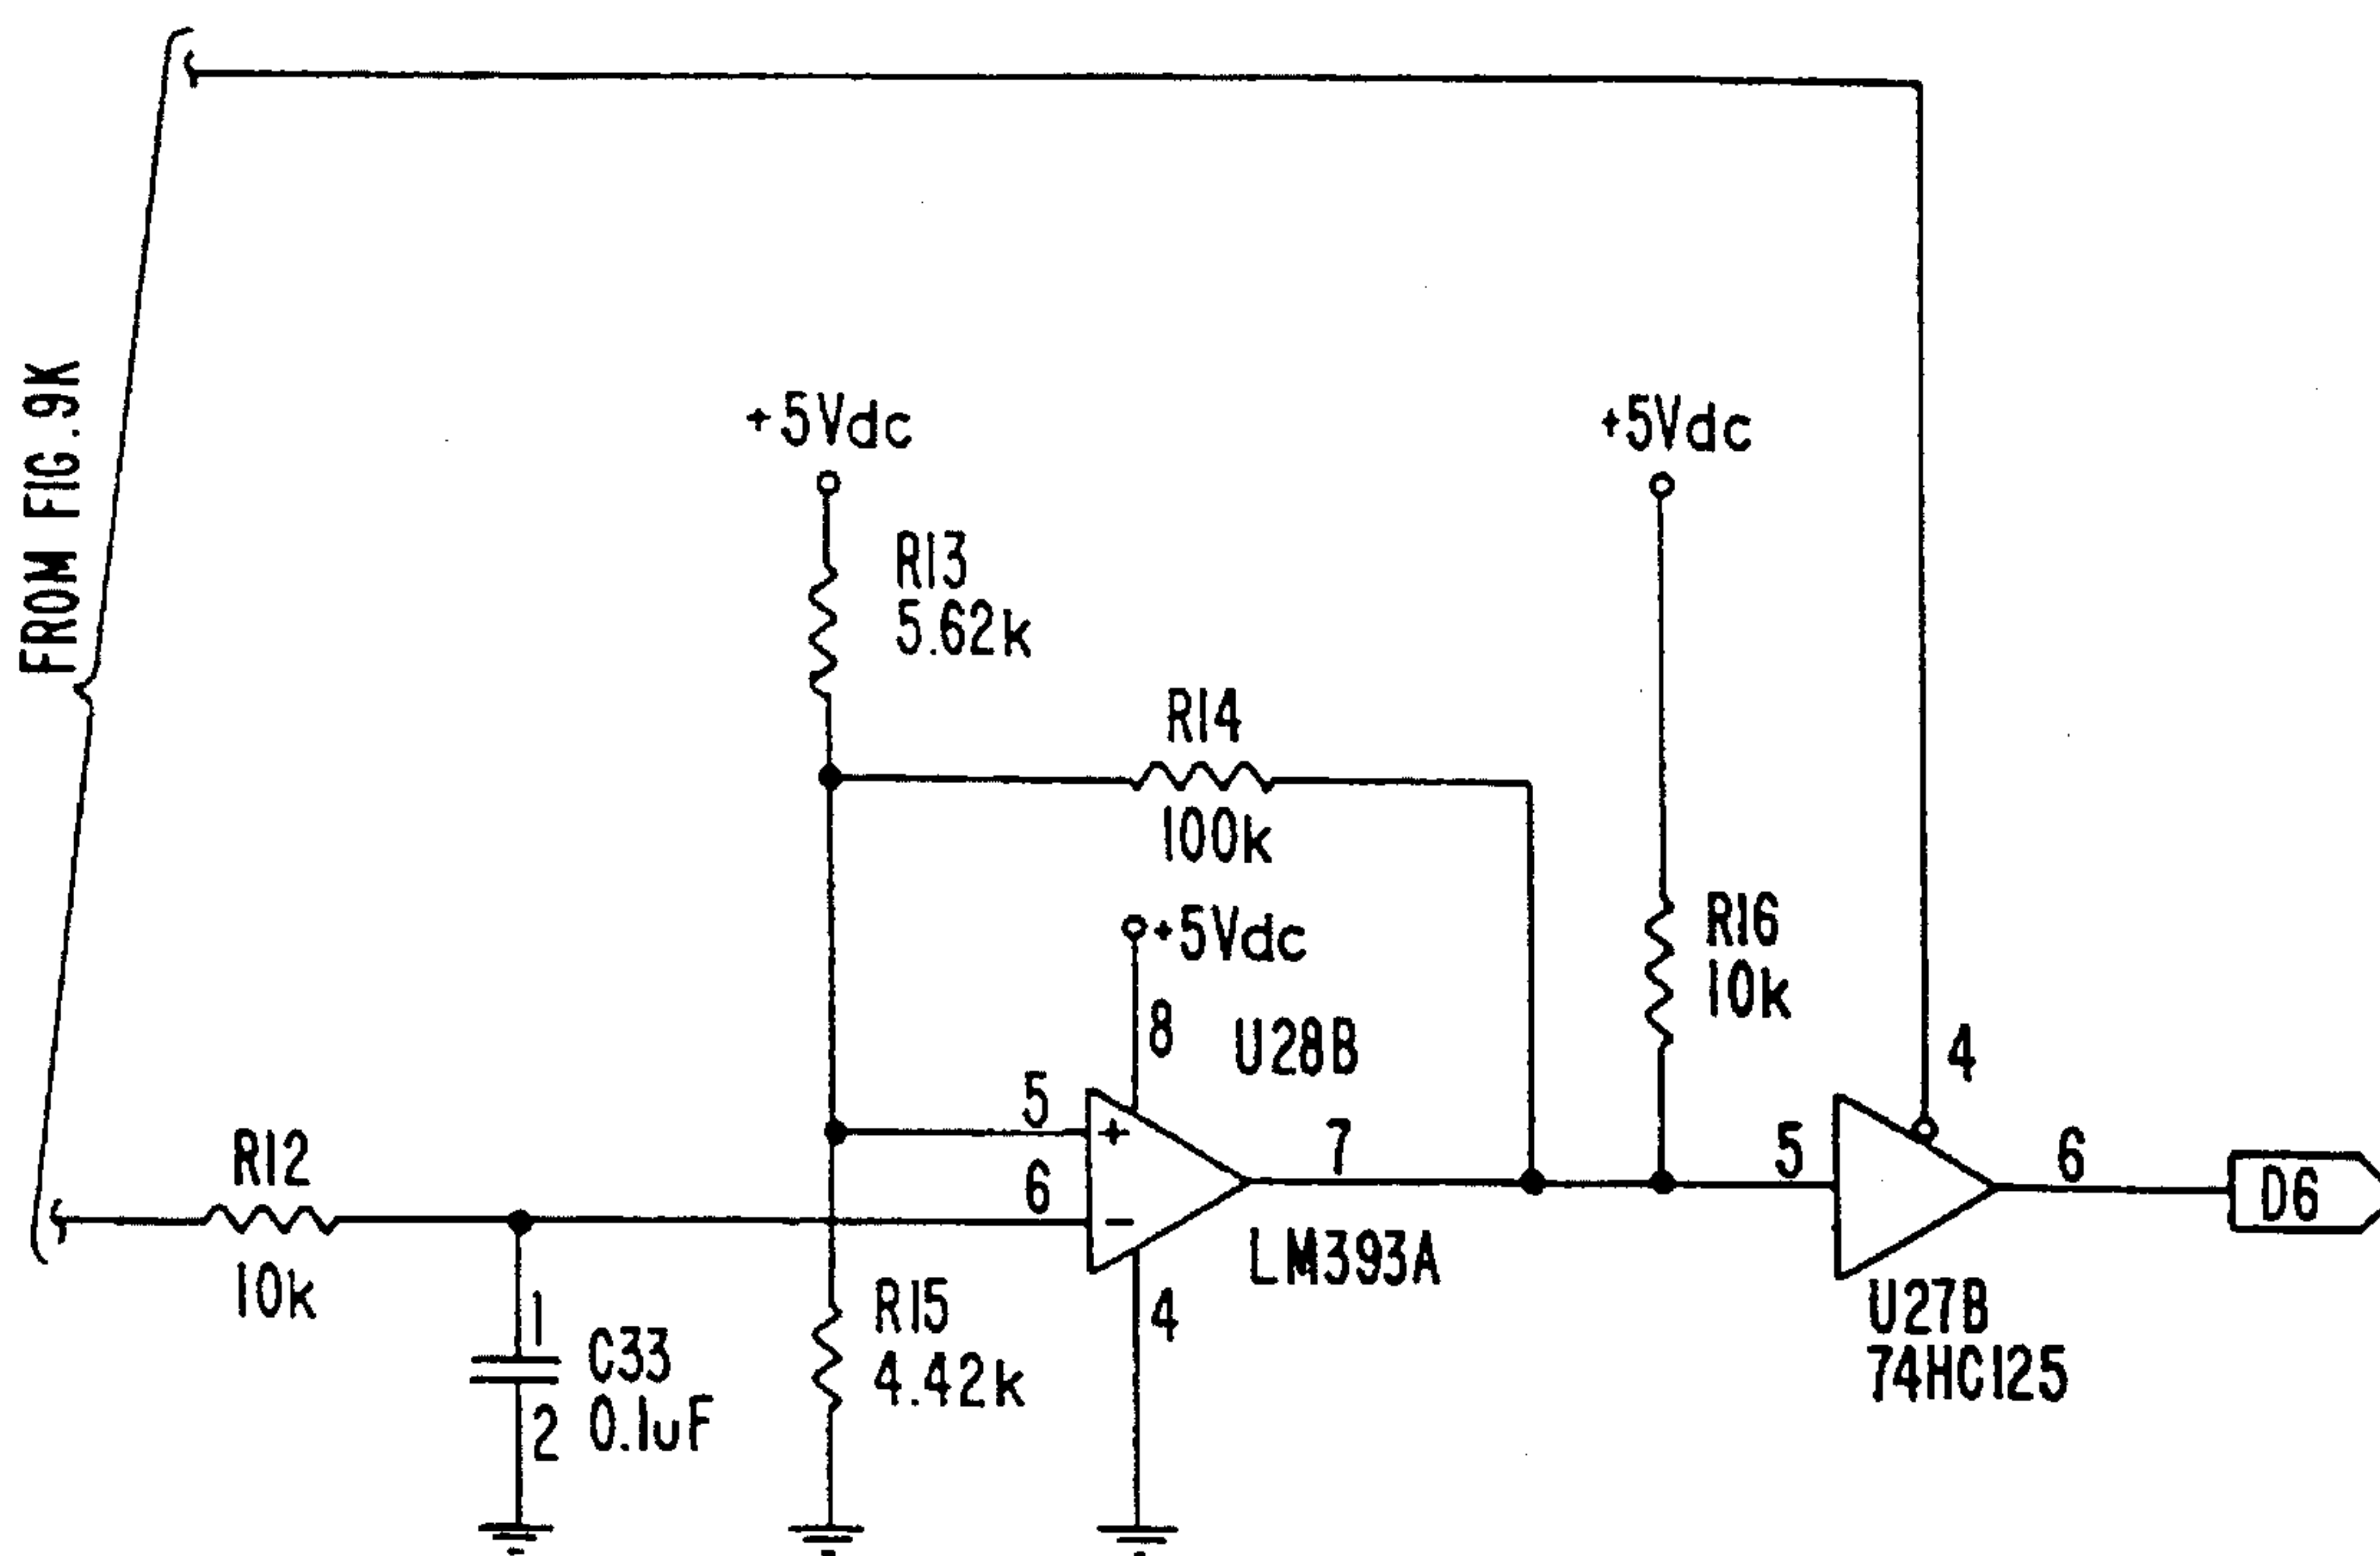 FROM FIG.9K
+5Vdc
+5Vdc
R13
5.62k
R14
100k
+5Vdc
R16
10k
8
U28B
4
5
+
7
5
6
D6
R12
10k
6
-
LM393A
1
C33
0.1uF
2
R15
4.42k
4
U27B
74HC125